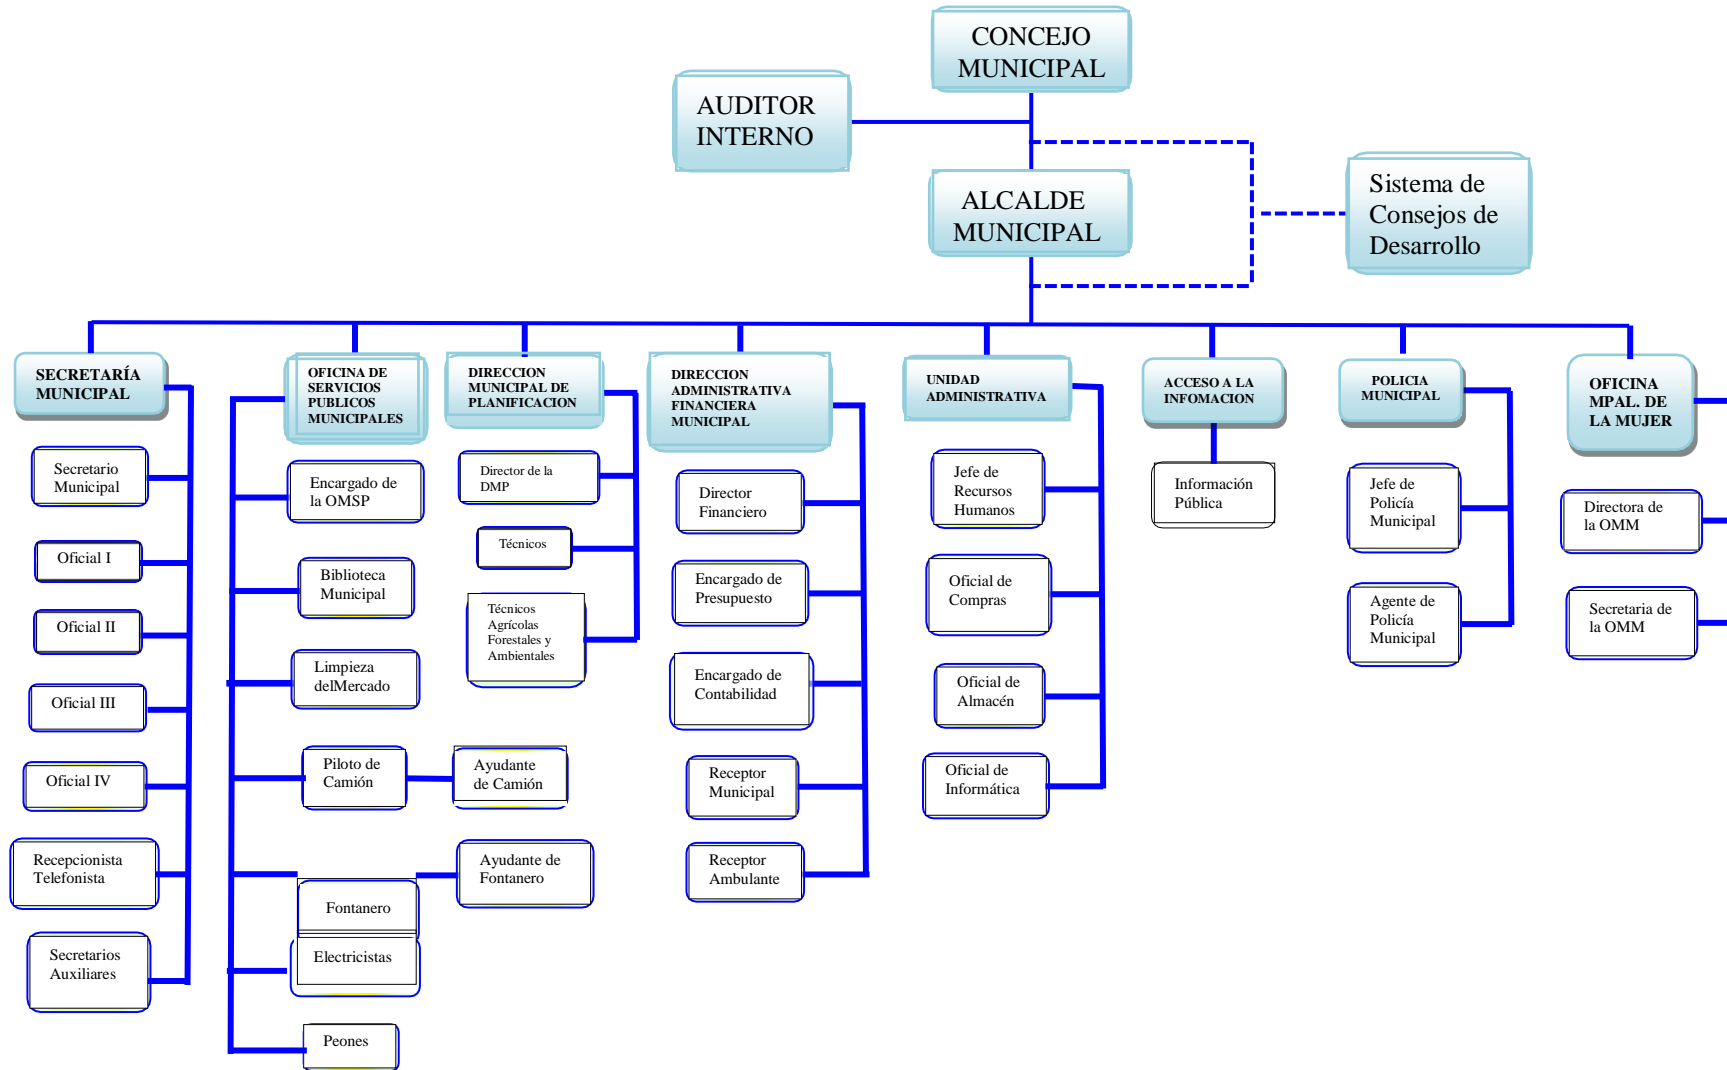 CONCEJO
MUNICIPAL
AUDITOR
INTERNO
ALCALDE
MUNICIPAL
Sistema de
Consejos de
Desarrollo
SECRETARÍA
MUNICIPAL
Secretario
Municipal
Oficial I
Oficial II
Oficial III
Oficial IV
Recepcionista
Telefonista
Secretarios
Auxiliares
OFICINA DE
SERVICIOS
PUBLICOS
MUNICIPALES
Encargado de
la OMSP
Biblioteca
Municipal
Limpieza
delMercado
Piloto de
Camión
Ayudante
de Camión
Fontanero
Ayudante de
Fontanero
Electricistas
Peones
DIRECCION
MUNICIPAL DE
PLANIFICACION
Director de la
DMP
Técnicos
Técnicos
Agrícolas
Forestales y
Ambientales
DIRECCION
ADMINISTRATIVA
FINANCIERA
MUNICIPAL
Director
Financiero
Encargado de
Presupuesto
Encargado de
Contabilidad
Receptor
Municipal
Receptor
Ambulante
UNIDAD
ADMINISTRATIVA
Jefe de
Recursos
Humanos
Oficial de
Compras
Oficial de
Almacén
Oficial de
Informática
ACCESO A LA
INFOMACION
Información
Pública
POLICIA
MUNICIPAL
Jefe de
Policía
Municipal
Agente de
Policía
Municipal
OFICINA
MPAL. DE
LA MUJER
Directora de
la OMM
Secretaria de
la OMM